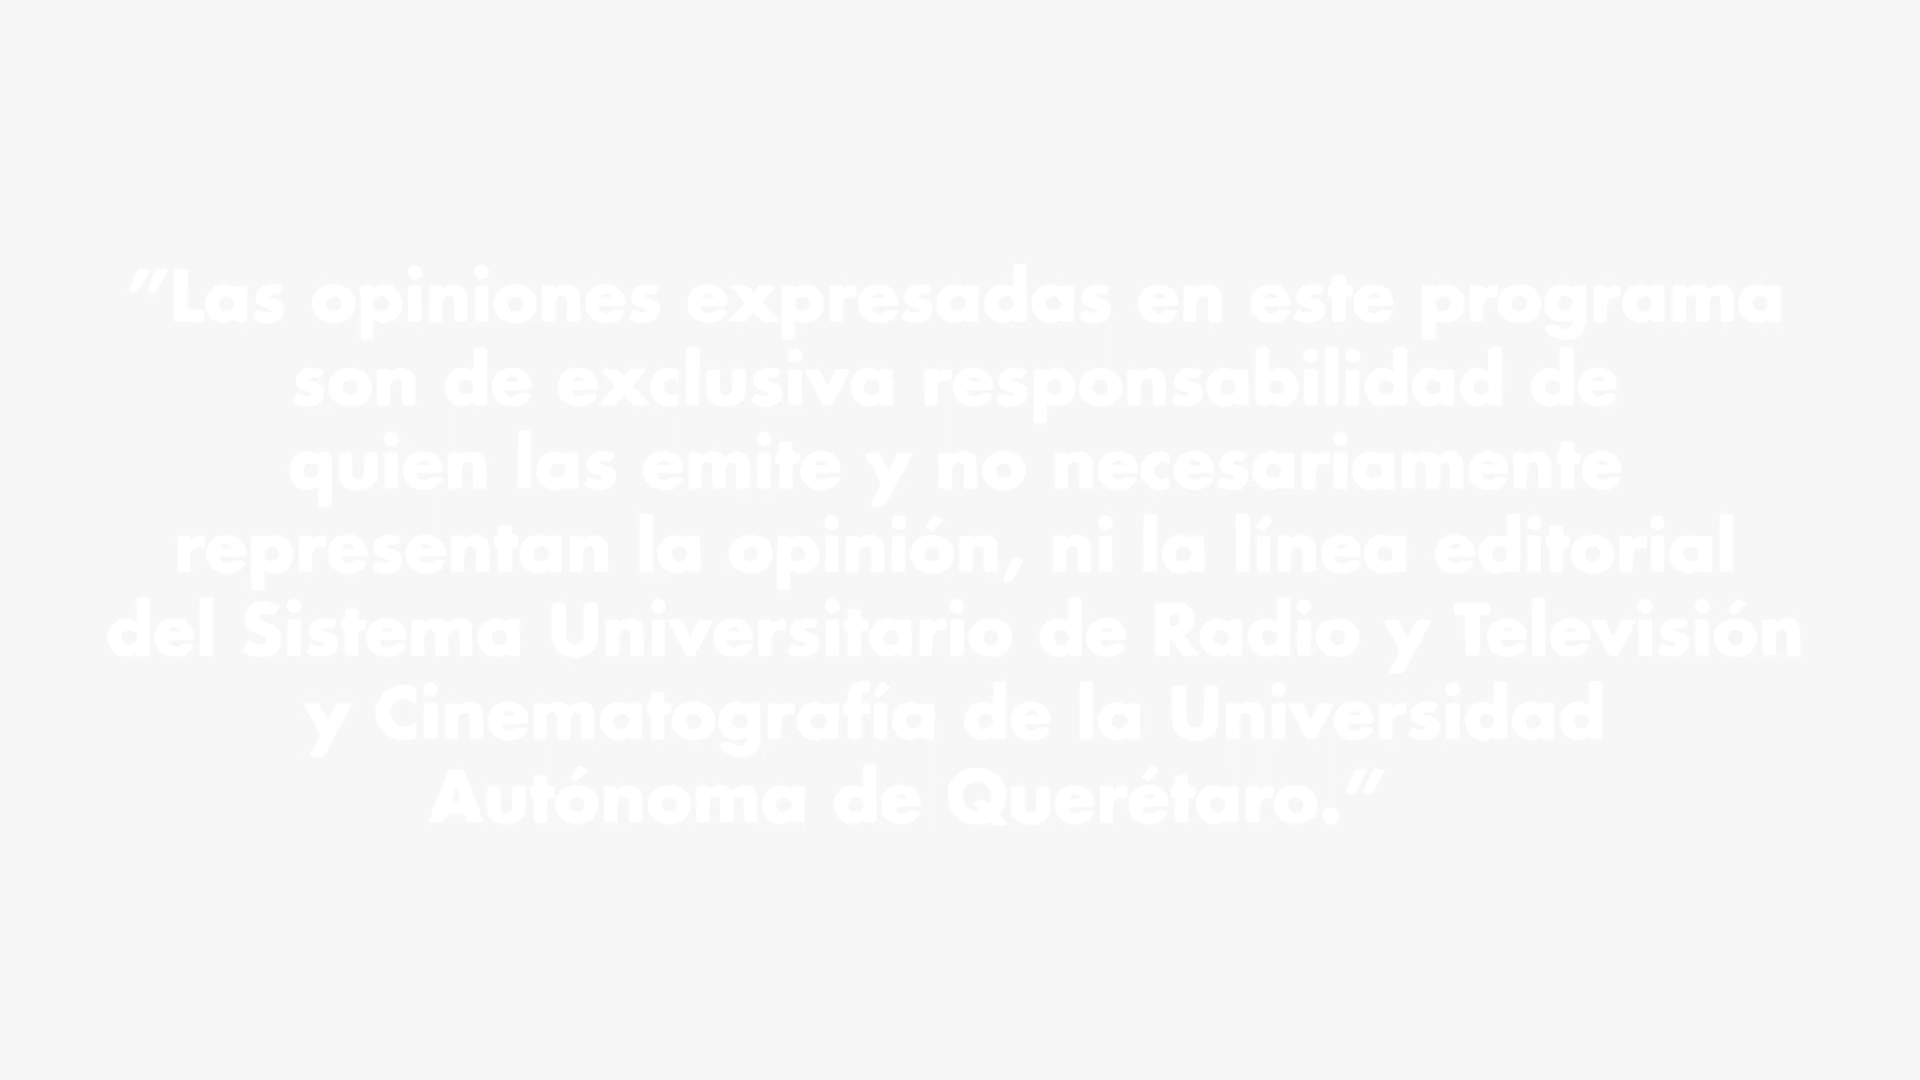 "Las opiniones expresadas en este programa
son de exclusiva responsabilidad de
quien las emite y no necesariamente
representan la opinión, ni la línea editorial
del Sistema Universitario de Radio y Televisión
y Cinematografía de la Universidad
Autónoma de Querétaro."